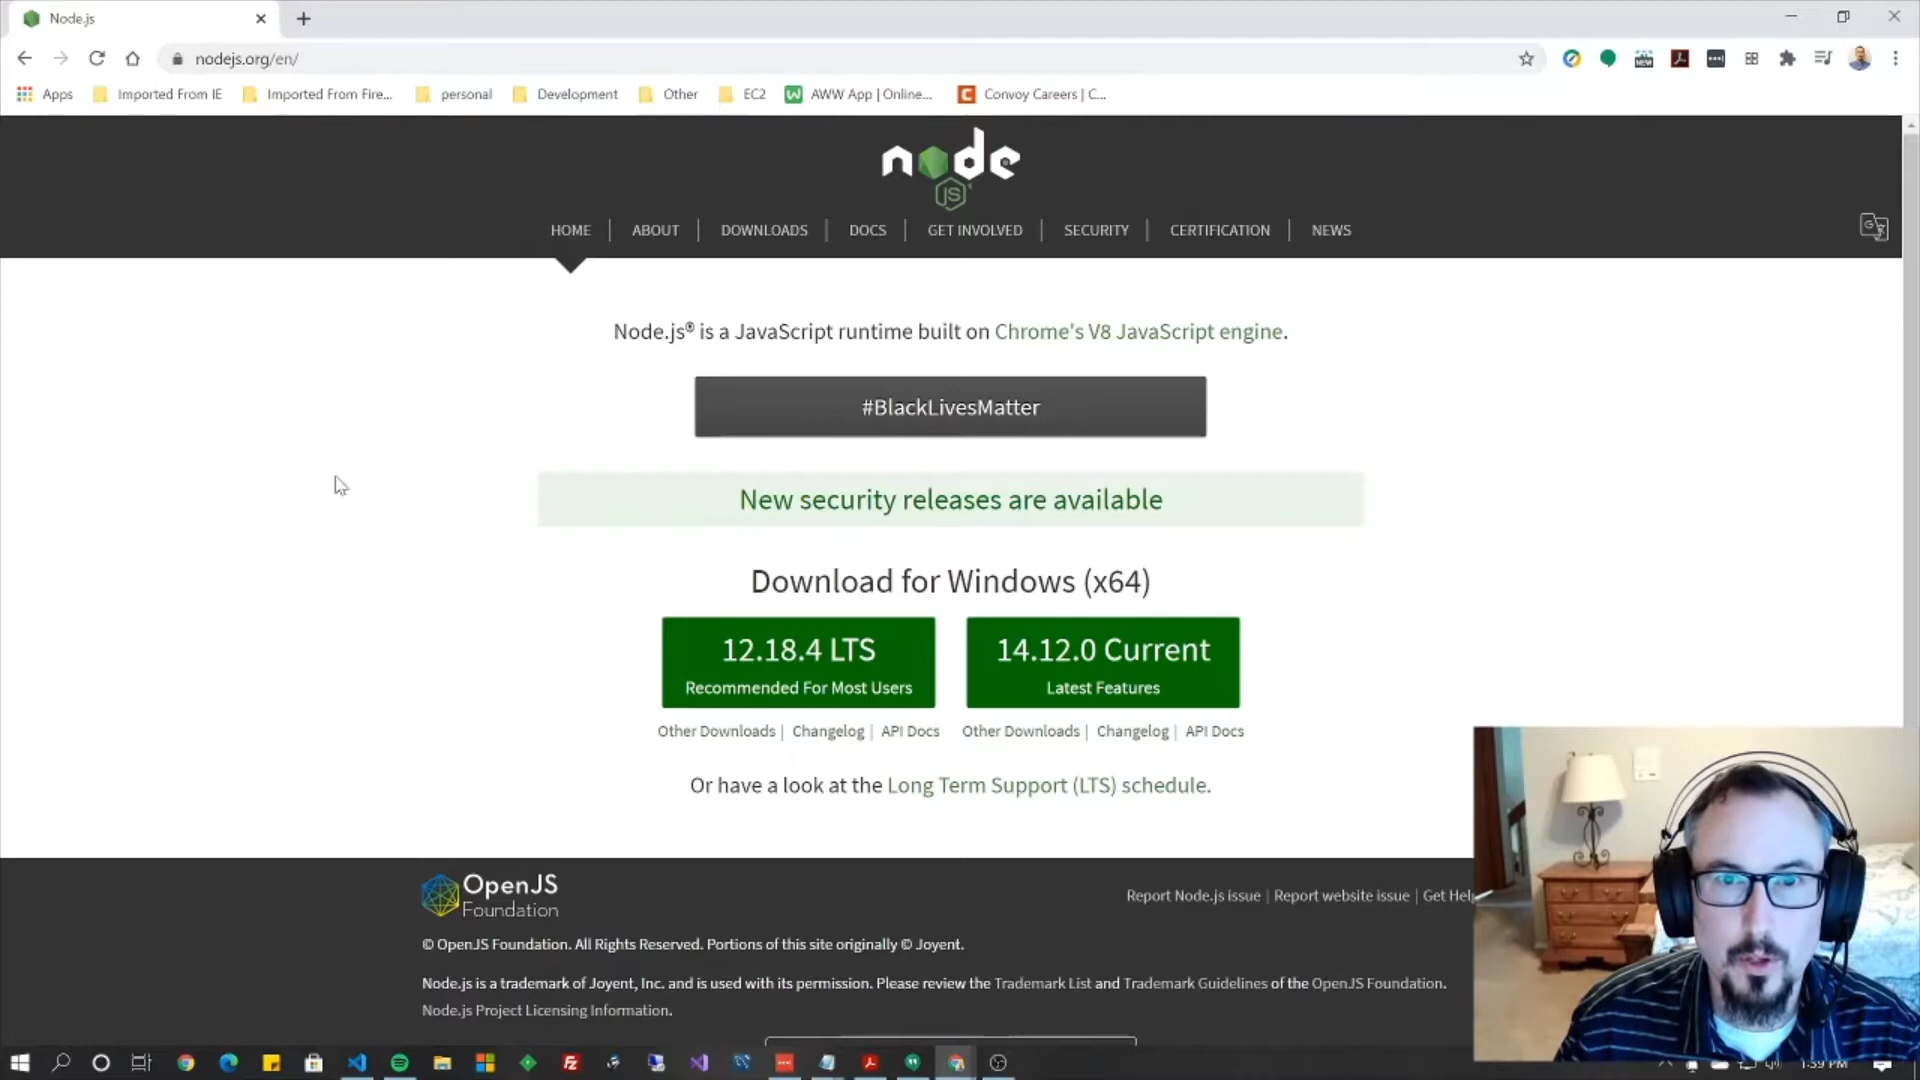 Node.js
nodejs.org/en/
Apps
Imported From IE
Imported From Fire...
personal
Development
Other
EC2
AWW App | Online...
Convoy Careers | C...
node
JS
HOME | ABOUT | DOWNLOADS | DOCS | GET INVOLVED | SECURITY | CERTIFICATION | NEWS
Node.js® is a JavaScript runtime built on Chrome's V8 JavaScript engine.
#BlackLivesMatter
New security releases are available
Download for Windows (x64)
12.18.4 LTS
Recommended For Most Users
14.12.0 Current
Latest Features
Other Downloads | Changelog | API Docs
Other Downloads | Changelog | API Docs
Or have a look at the Long Term Support (LTS) schedule.
OpenJS
Foundation
Report Node.js issue | Report website issue | Get Help
© OpenJS Foundation. All Rights Reserved. Portions of this site originally © Joyent.
Node.js is a trademark of Joyent, Inc. and is used with its permission. Please review the Trademark List and Trademark Guidelines of the OpenJS Foundation.
Node.js Project Licensing Information.
1:59 PM